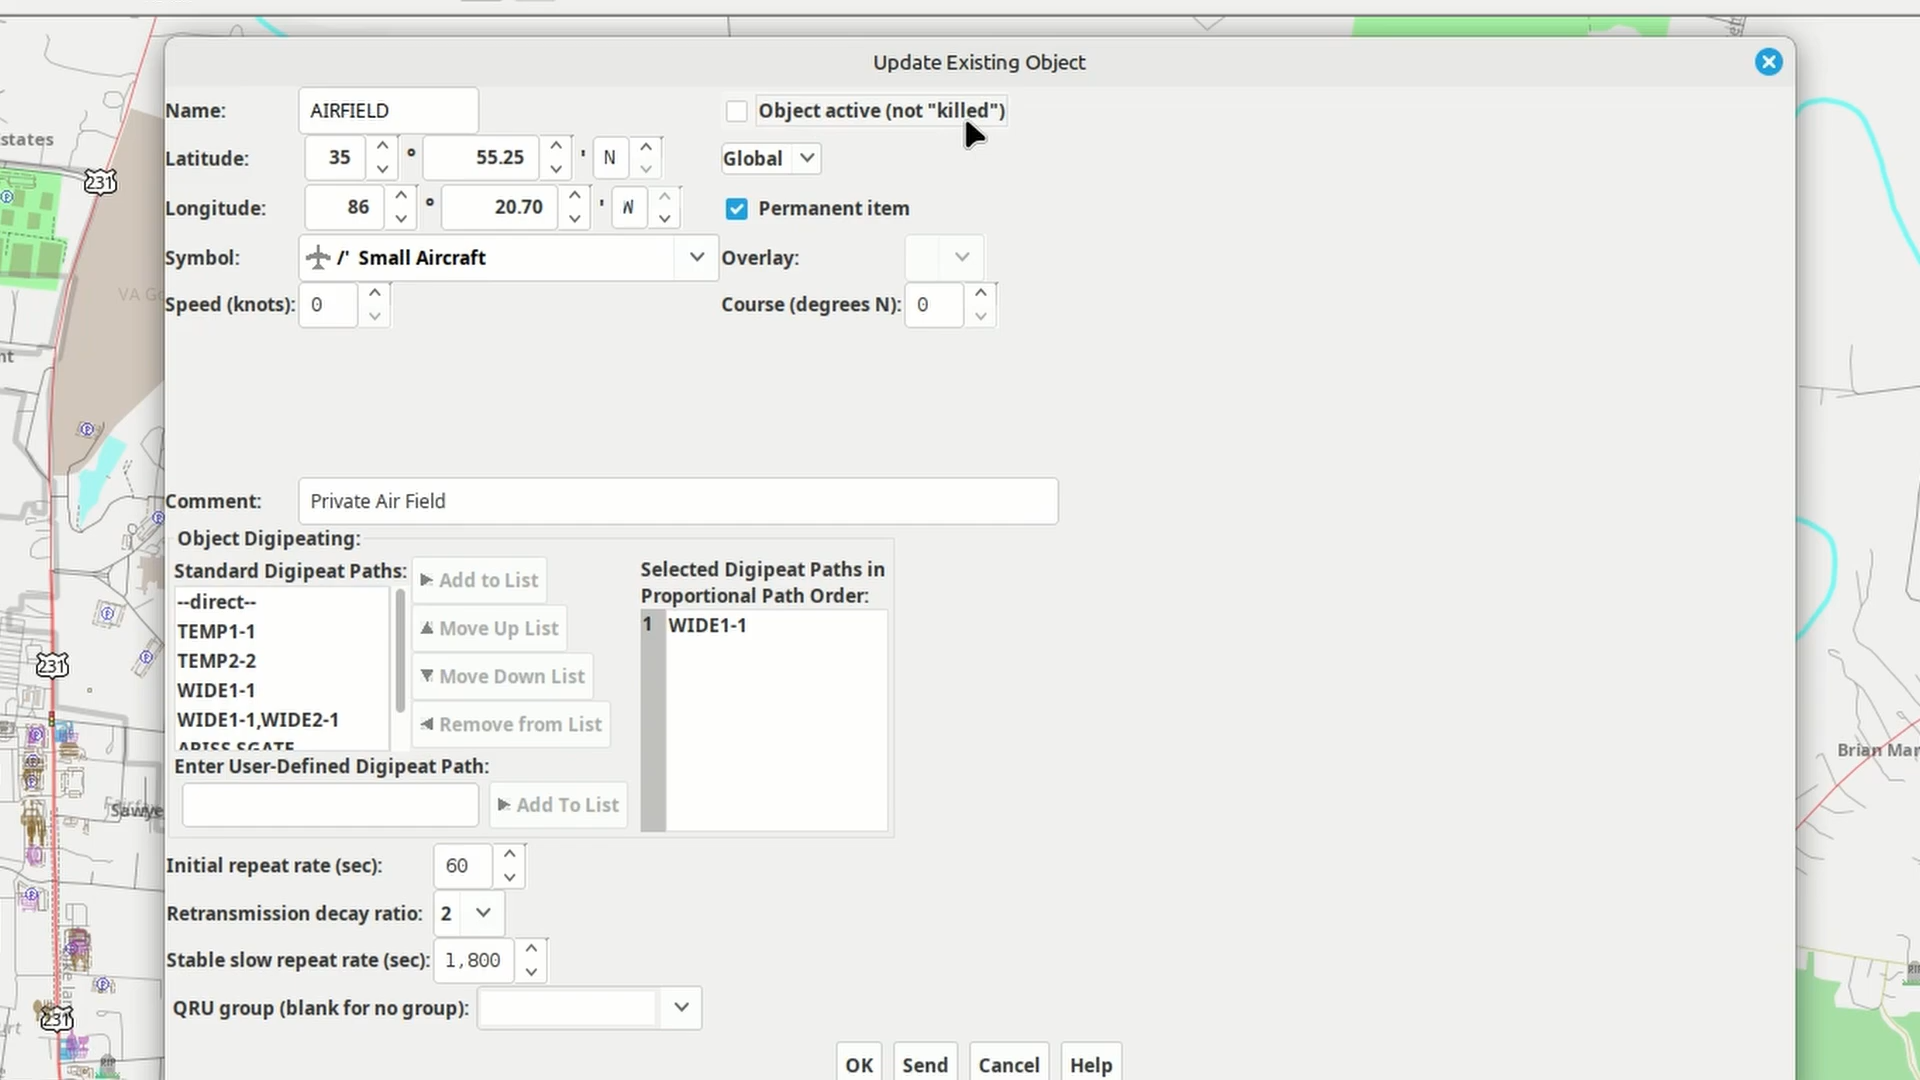 Update Existing Object
Name: AIRFIELD Object active (not "killed")
Latitude: 35 ° 55.25 ' N Global
Longitude: 86 ° 20.70 ' W Permanent item
Symbol: /' Small Aircraft Overlay:
Speed (knots): 0 Course (degrees N): 0
Comment: Private Air Field
Object Digipeating:
Standard Digipeat Paths:
--direct--
TEMP1-1
TEMP2-2
WIDE1-1
WIDE1-1,WIDE2-1
ARISS,SGATE
Add to List
Move Up List
Move Down List
Remove from List
Selected Digipeat Paths in
Proportional Path Order:
1 WIDE1-1
Enter User-Defined Digipeat Path:
Add To List
Initial repeat rate (sec): 60
Retransmission decay ratio: 2
Stable slow repeat rate (sec): 1,800
QRU group (blank for no group):
OK Send Cancel Help
states
231
VA Go
nt
231
Sawye
231
Brian Mar